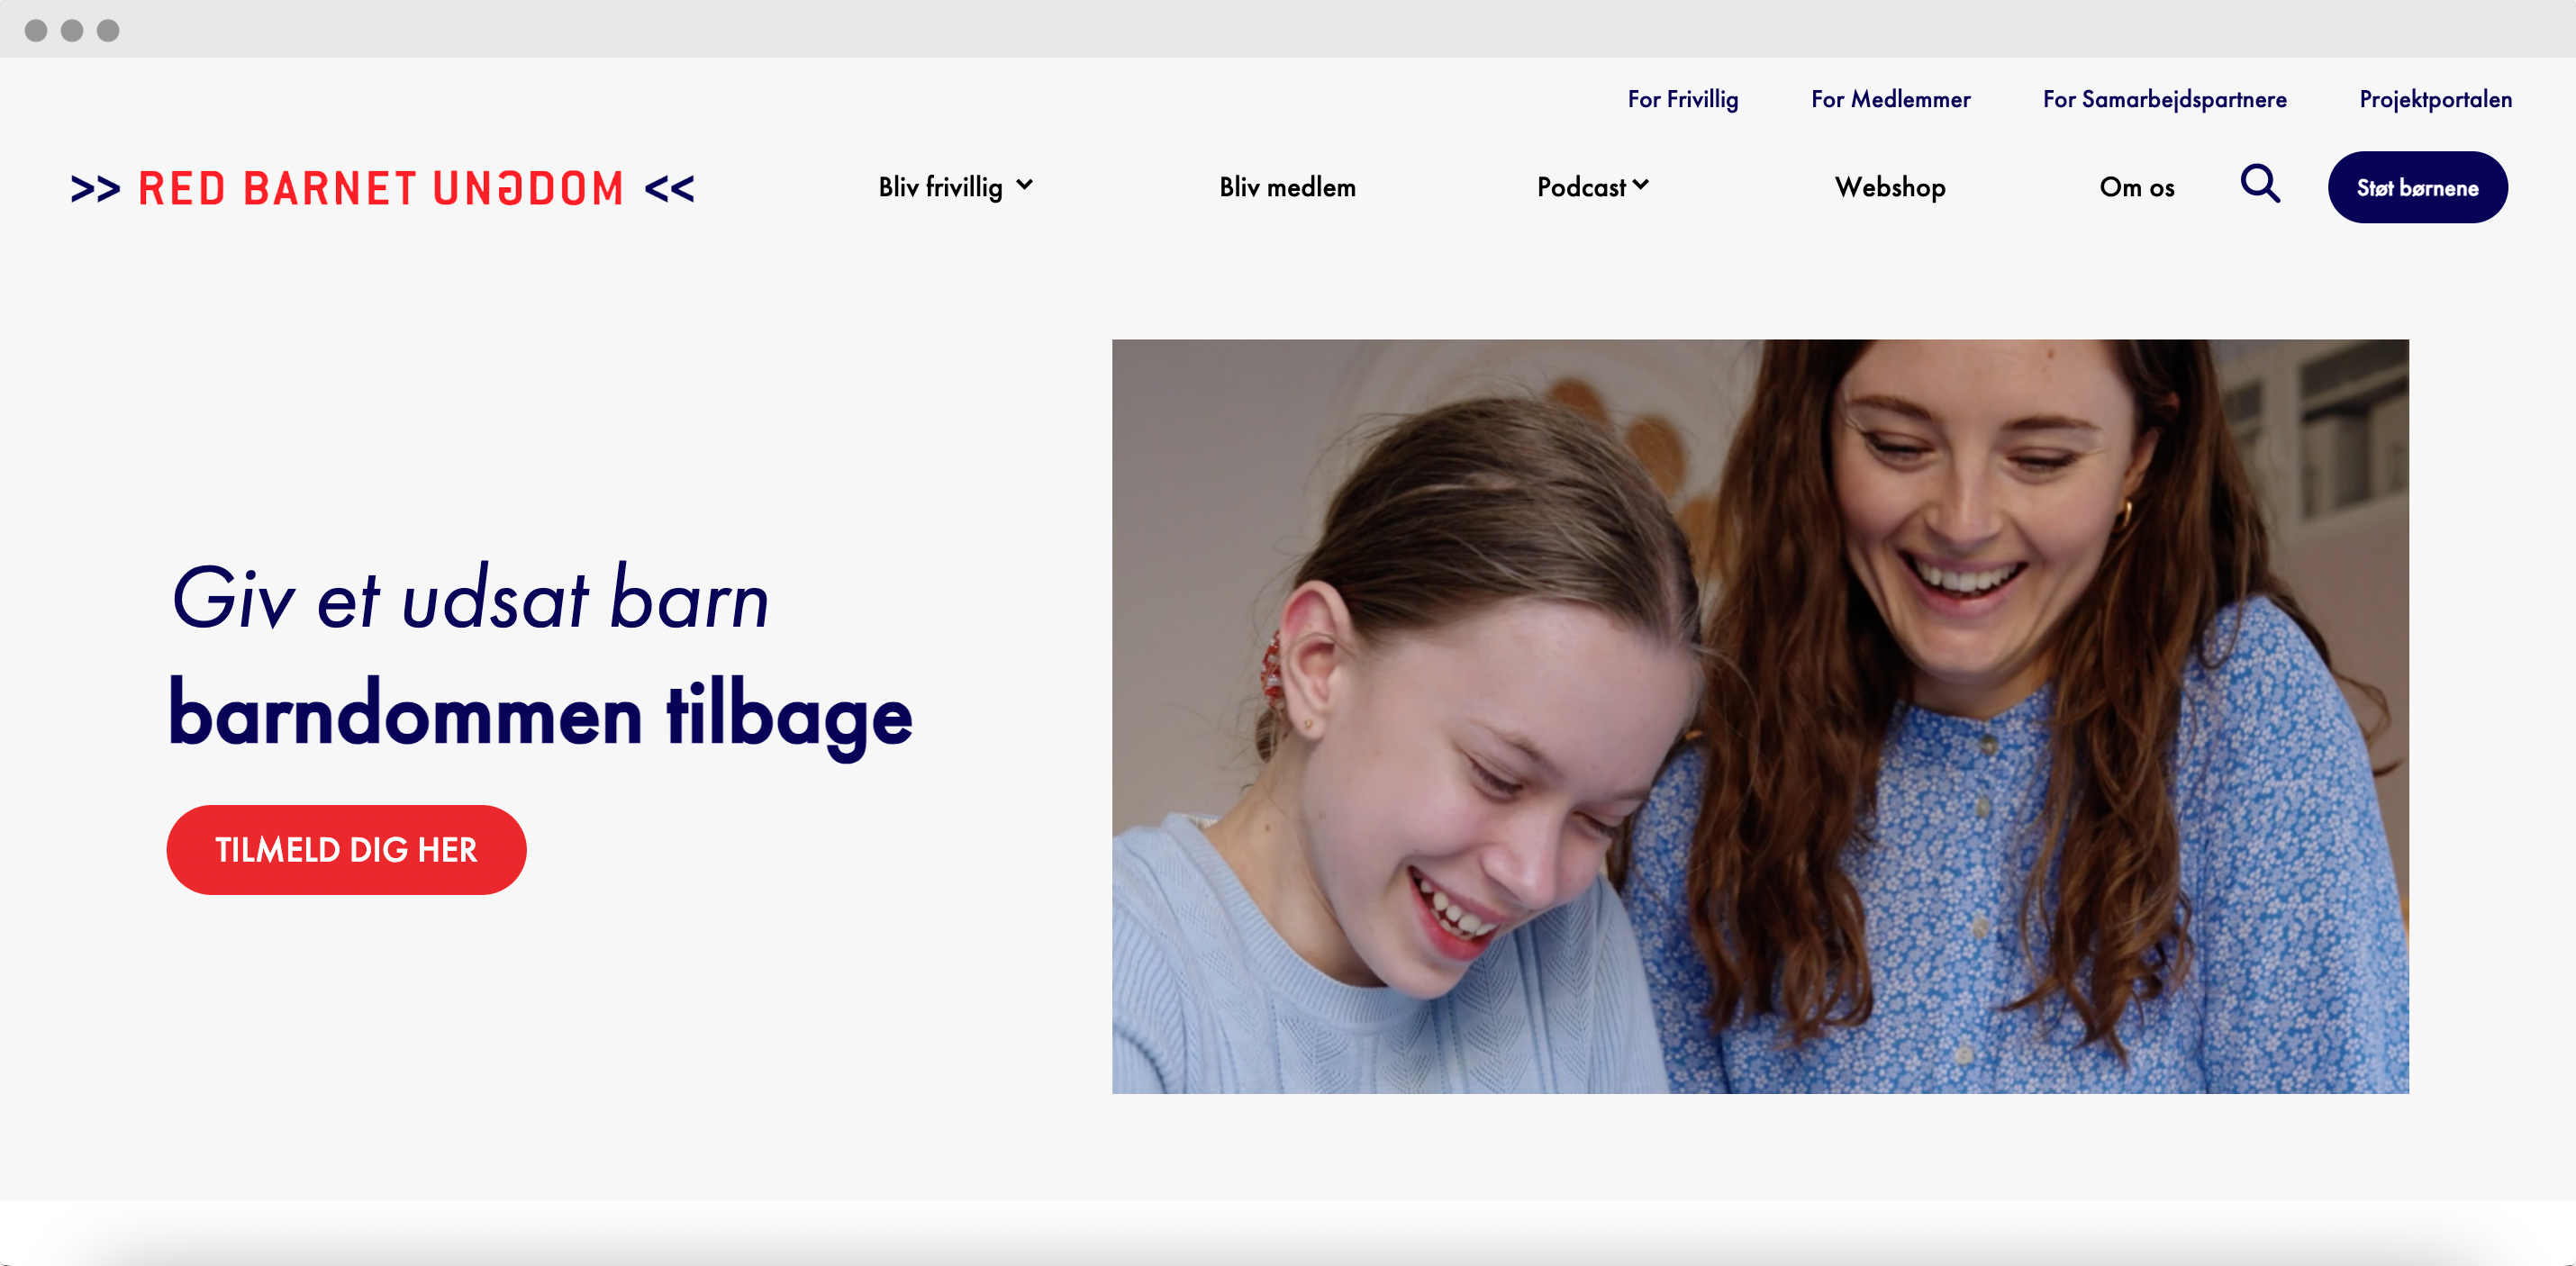 For Frivillig For Medlemmer For Samarbejdspartnere Projektportalen
>> RED BARNET UNGDOM << Bliv frivillig Bliv medlem Podcast Webshop Om os Støt børnene
Giv et udsat barn
barndommen tilbage
TILMELD DIG HER